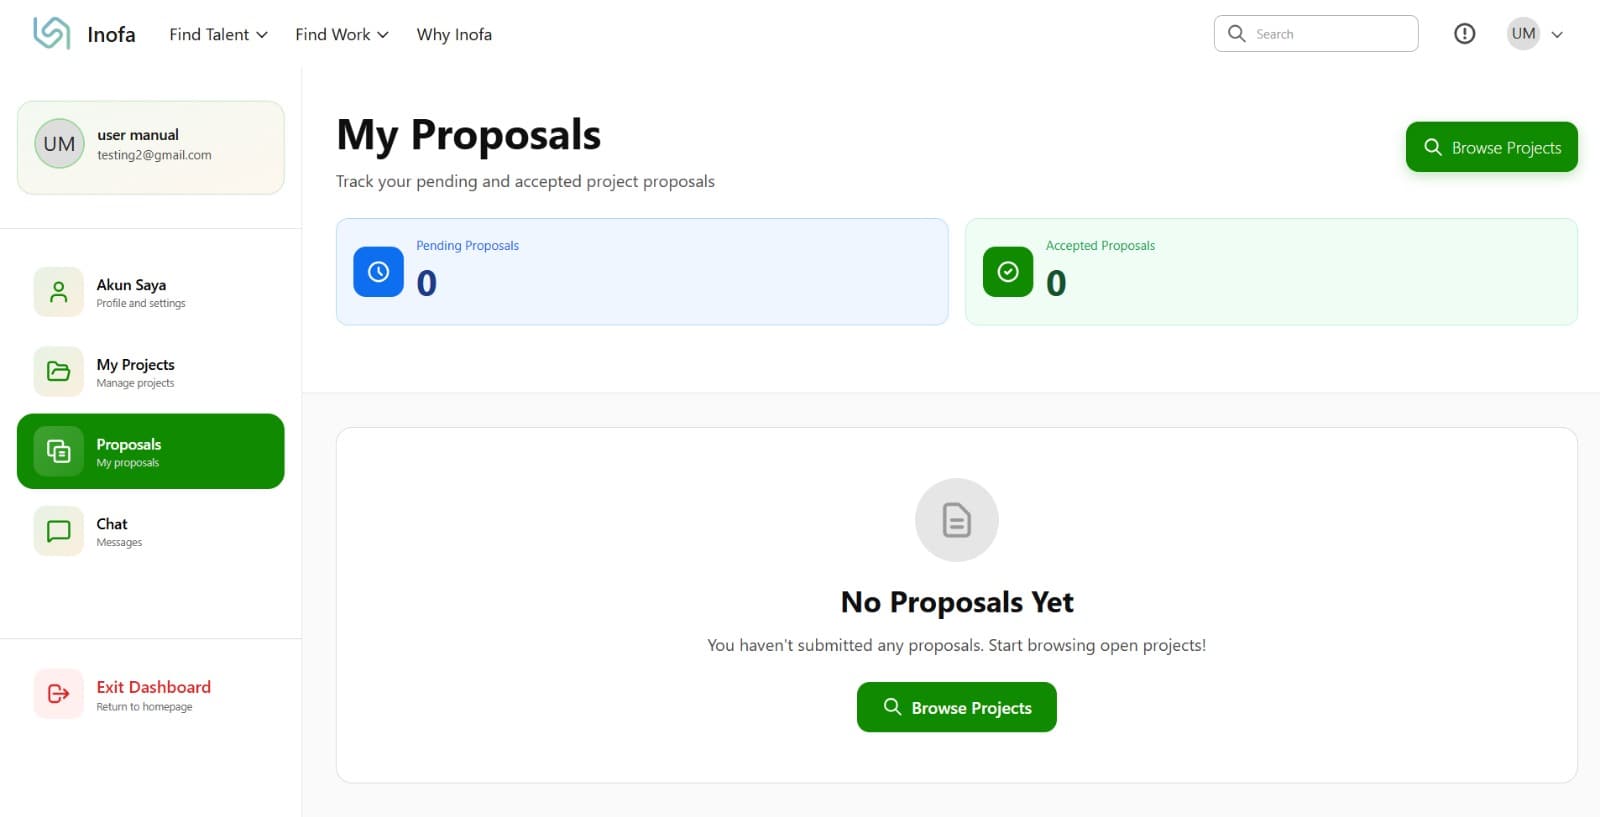 Inofa
Find Talent
Find Work
Why Inofa
Search
UM
UM
user manual
testing2@gmail.com
Akun Saya
Profile and settings
My Projects
Manage projects
Proposals
My proposals
Chat
Messages
Exit Dashboard
Return to homepage
My Proposals
Track your pending and accepted project proposals
Browse Projects
Pending Proposals
0
Accepted Proposals
0
No Proposals Yet
You haven't submitted any proposals. Start browsing open projects!
Browse Projects